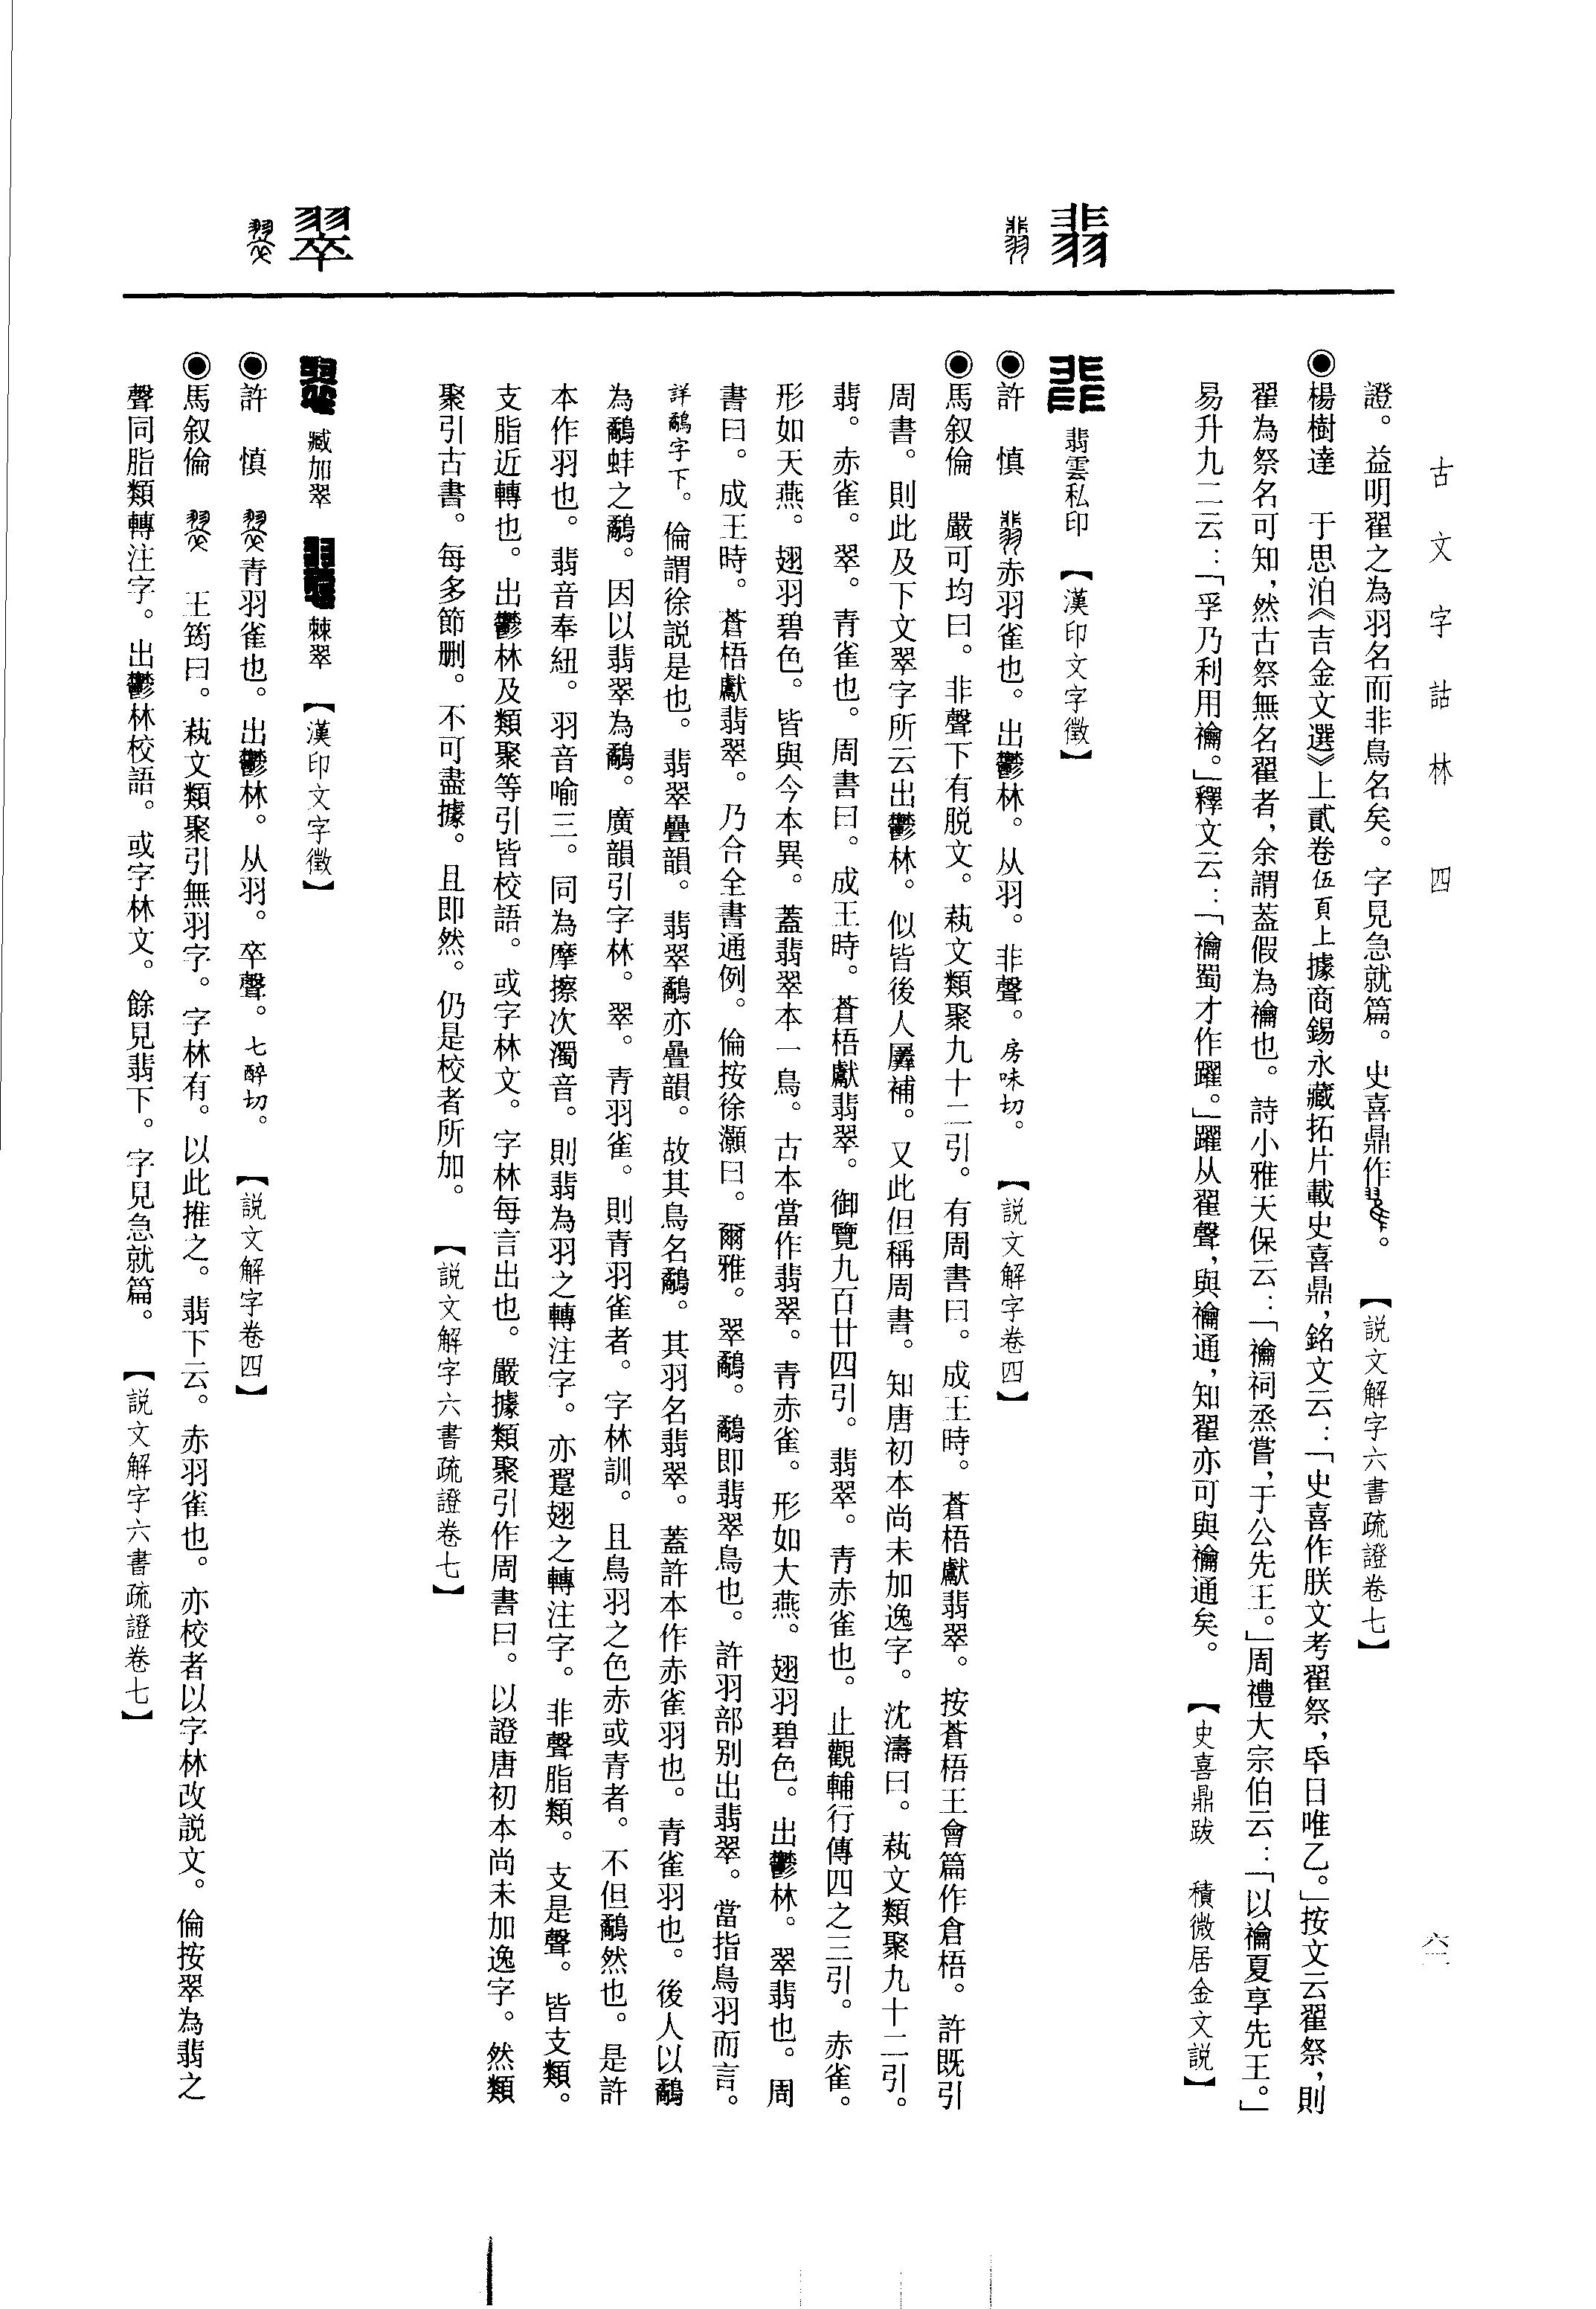 古文字詁林 四
六二
證。益明翟之為羽名而非鳥名矣。字見急就篇。史喜鼎作。【説文解字六書疏證卷七】
◉楊樹達 于思泊《吉金文選》上貳卷伍頁上據商錫永藏拓片載史喜鼎,銘文云:「史喜作朕文考翟祭,氒日唯乙。」按文云翟祭,則
翟為祭名可知,然古祭無名翟者,余謂葢假為禴也。詩小雅天保云:「禴祠烝嘗,于公先王。」周禮大宗伯云:「以禴夏享先王。」
易升九二云:「孚乃利用禴。」釋文云:「禴蜀才作躍。」躍从翟聲,與禴通,知翟亦可與禴通矣。【史喜鼎跋 積微居金文説】
翡
翡雲私印【漢印文字徵】
◉許 慎 赤羽雀也。出鬱林。从羽。非聲。房味切。【説文解字卷四】
◉馬叙倫 嚴可均曰。非聲下有脱文。蓺文類聚九十二引。有周書曰。成王時。蒼梧獻翡翠。按蒼梧王會篇作倉梧。許既引
周書。則此及下文翠字所云出鬱林。似皆後人羼補。又此但稱周書。知唐初本尚未加逸字。沈濤曰。蓺文類聚九十二引。
翡。赤雀。翠。青雀也。周書曰。成王時。蒼梧獻翡翠。御覽九百廿四引。翡翠。青赤雀也。止觀輔行傳四之三引。赤雀。
形如天燕。翅羽碧色。皆與今本異。蓋翡翠本一鳥。古本當作翡翠。青赤雀。形如大燕。翅羽碧色。出鬱林。翠翡也。周
書曰。成王時。蒼梧獻翡翠。乃合全書通例。倫按徐灝曰。爾雅。翠鷸。鷸即翡翠鳥也。許羽部别出翡翠。當指鳥羽而言。
詳鷸字下。倫謂徐説是也。翡翠疊韻。翡翠鷸亦疊韻。故其鳥名鷸。其羽名翡翠。蓋許本作赤雀羽也。青雀羽也。後人以鷸
為鷸蚌之鷸。因以翡翠為鷸。廣韻引字林。翠。青羽雀。則青羽雀者。字林訓。且鳥羽之色赤或青者。不但鷸然也。是許
本作羽也。翡音奉紐。羽音喻三。同為摩擦次濁音。則翡為羽之轉注字。亦翨翅之轉注字。非聲脂類。支是聲。皆支類。
支脂近轉也。出鬱林及類聚等引皆校語。或字林文。字林每言出也。嚴據類聚引作周書曰。以證唐初本尚未加逸字。然類
聚引古書。每多節删。不可盡據。且即然。仍是校者所加。【説文解字六書疏證卷七】
翠
臧加翠 棘翠【漢印文字徵】
◉許 慎 青羽雀也。出鬱林。从羽。卒聲。七醉切。【説文解字卷四】
◉馬叙倫 王筠曰。蓺文類聚引無羽字。字林有。以此推之。翡下云。赤羽雀也。亦校者以字林改説文。倫按翠為翡之
聲同脂類轉注字。出鬱林校語。或字林文。餘見翡下。字見急就篇。【説文解字六書疏證卷七】